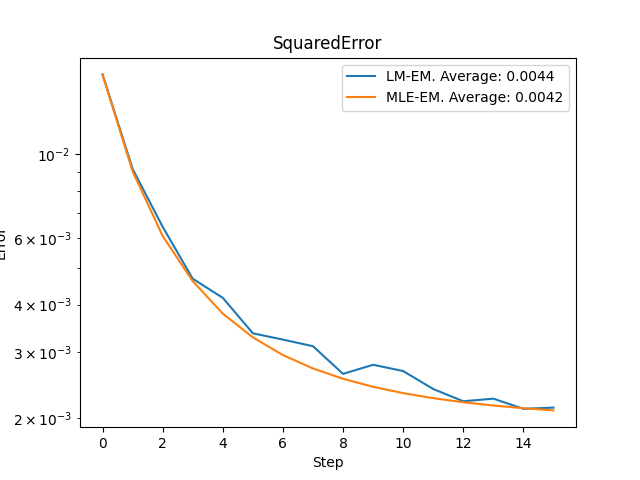 SquaredError
LM-EM. Average: 0.0044
MLE-EM. Average: 0.0042
Error
10⁻²
6 × 10⁻³
4 × 10⁻³
3 × 10⁻³
2 × 10⁻³
0 2 4 6 8 10 12 14
Step